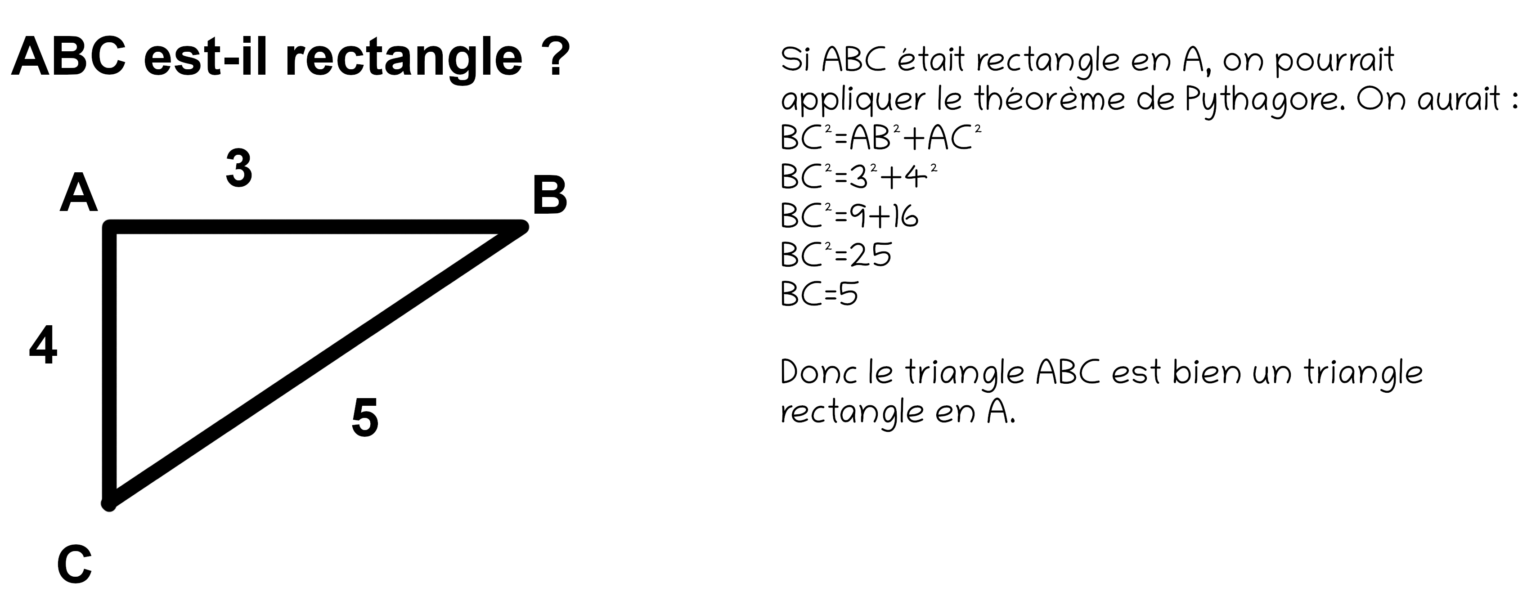 ABC est-il rectangle ?
3
A
B
4
5
C
Si ABC était rectangle en A, on pourrait
appliquer le théorème de Pythagore. On aurait :
BC²=AB²+AC²
BC²=3²+4²
BC²=9+16
BC²=25
BC=5
Donc le triangle ABC est bien un triangle
rectangle en A.